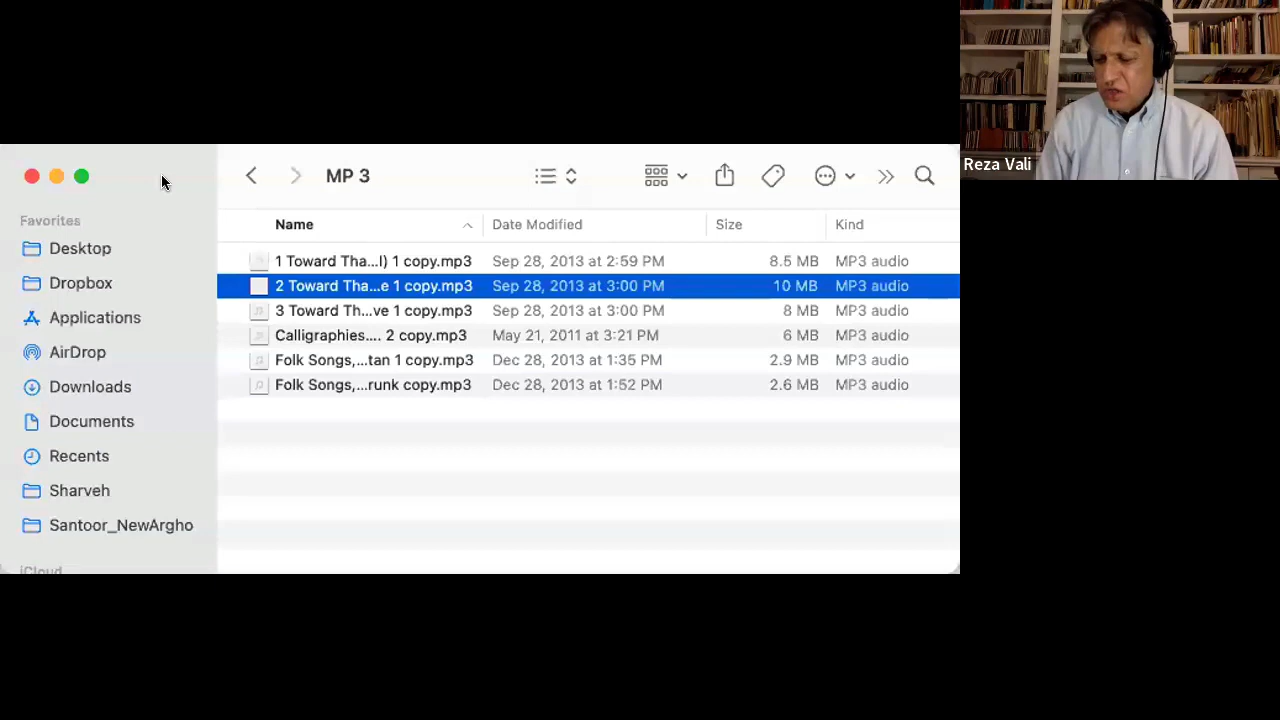 Reza Vali
MP 3
Favorites
Desktop
Dropbox
Applications
AirDrop
Downloads
Documents
Recents
Sharveh
Santoor_NewArgho
iCloud
Name Date Modified Size Kind
1 Toward Tha...l) 1 copy.mp3 Sep 28, 2013 at 2:59 PM 8.5 MB MP3 audio
2 Toward Tha...e 1 copy.mp3 Sep 28, 2013 at 3:00 PM 10 MB MP3 audio
3 Toward Th...ve 1 copy.mp3 Sep 28, 2013 at 3:00 PM 8 MB MP3 audio
Calligraphies.... 2 copy.mp3 May 21, 2011 at 3:21 PM 6 MB MP3 audio
Folk Songs,...tan 1 copy.mp3 Dec 28, 2013 at 1:35 PM 2.9 MB MP3 audio
Folk Songs,...runk copy.mp3 Dec 28, 2013 at 1:52 PM 2.6 MB MP3 audio